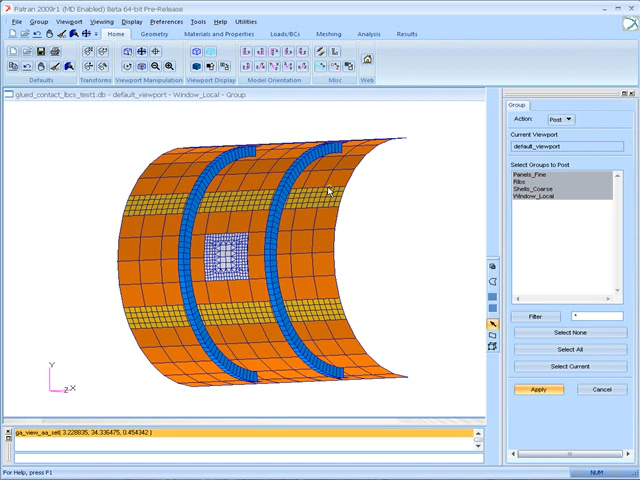 Patran 2009r1 (MD Enabled) Beta 64-bit Pre-Release
File Group Viewport Viewing Display Preferences Tools Help Utilities
Home Geometry Materials and Properties Loads/BCs Meshing Analysis Results
Defaults Transforms Viewport Manipulation Viewport Display Model Orientation Misc Web
glued_contact_lbcs_test1.db - default_viewport - Window_Local - Group
Group
Action: Post
Current Viewport
default_viewport
Select Groups to Post
Panels_Fine
Ribs
Shells_Coarse
Window_Local
Filter *
Select None
Select All
Select Current
Apply Cancel
Y
Z X
ga_view_aa_set( 3.228835, 34.336475, 0.454342 )
For Help, press F1 NUM